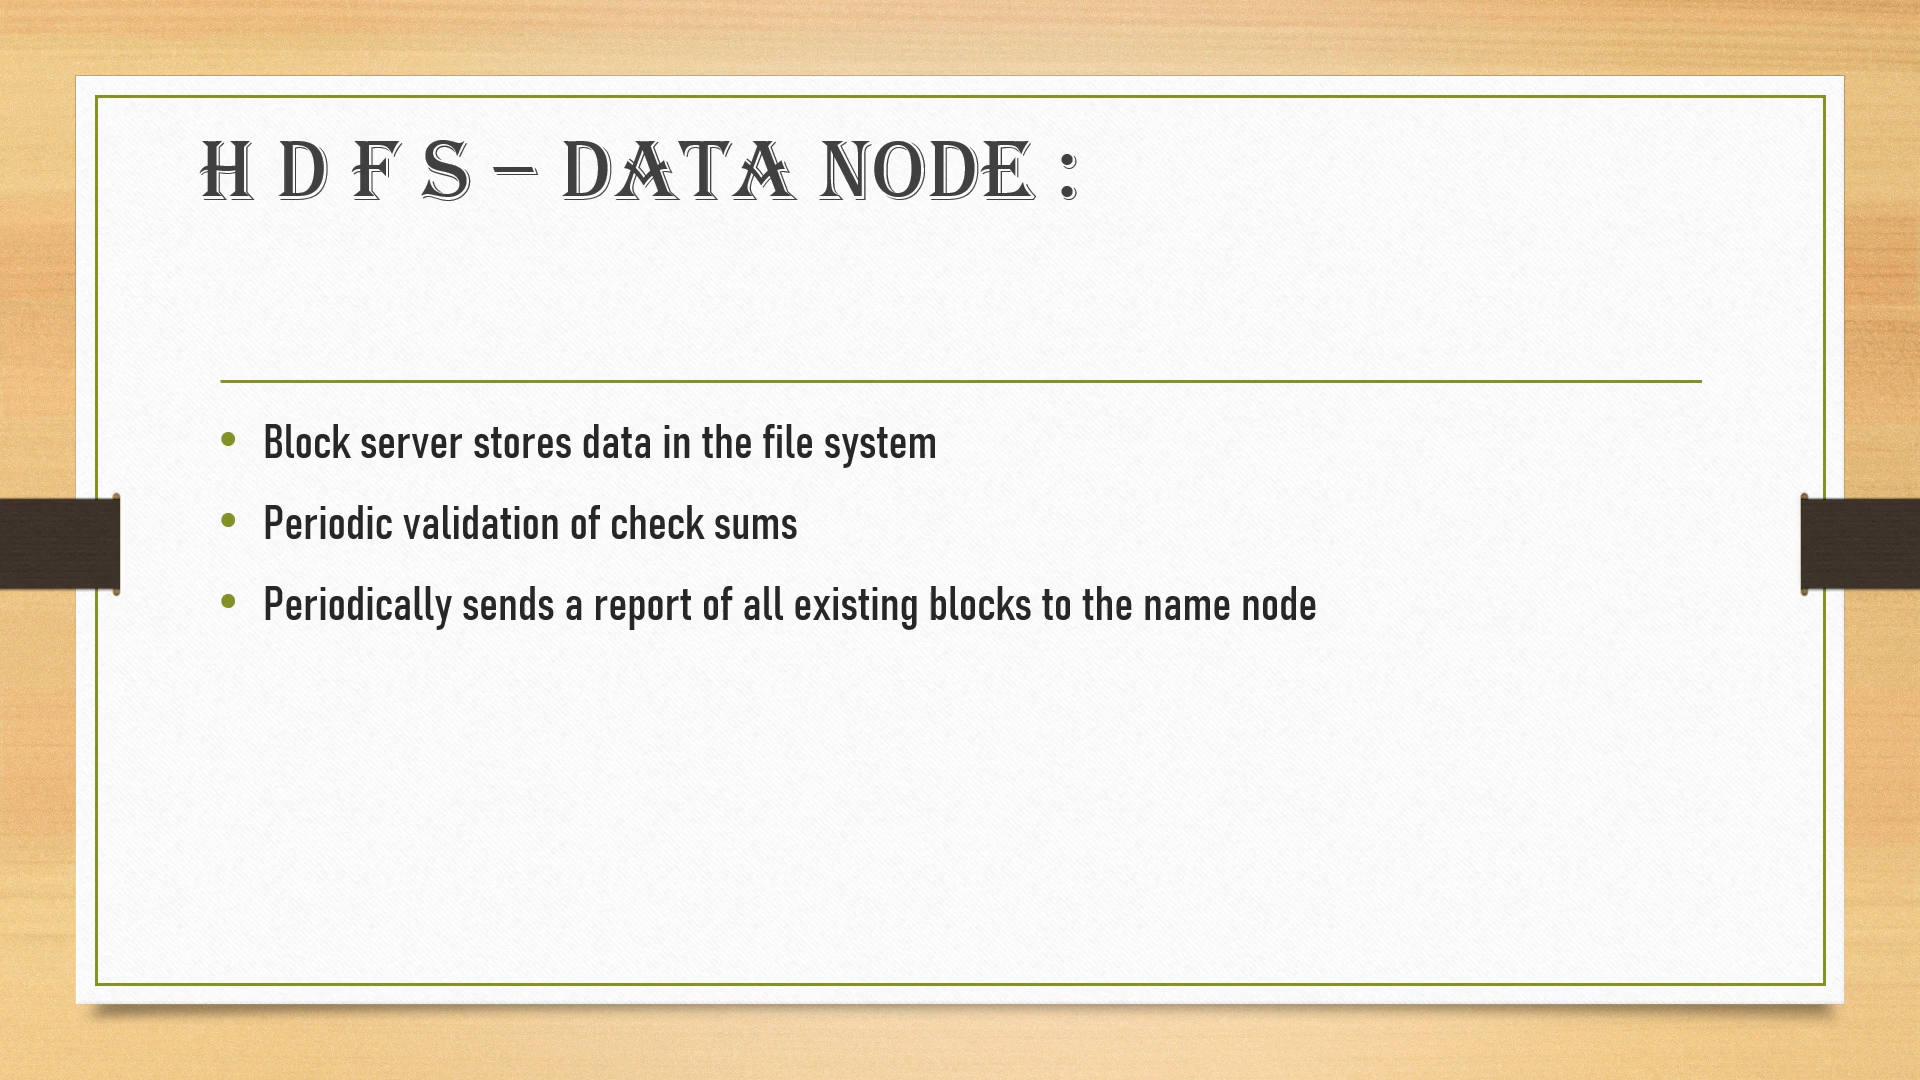 H D F S – DATA NODE :
• Block server stores data in the file system
• Periodic validation of check sums
• Periodically sends a report of all existing blocks to the name node